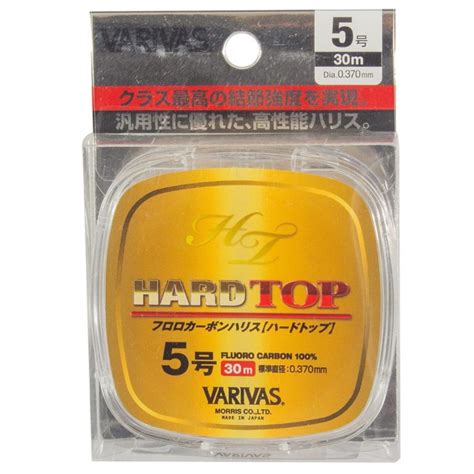 VARIVAS
5号
30m
Dia.0.370mm
クラス最高の結節強度を実現。
汎用性に優れた、高性能ハリス。
HT
HARD TOP
フロロカーボンハリス[ハードトップ]
5号 FLUORO CARBON 100%
30m 標準直径:0.370mm
VARIVAS®
MORRIS CO.,LTD.
MADE IN JAPAN